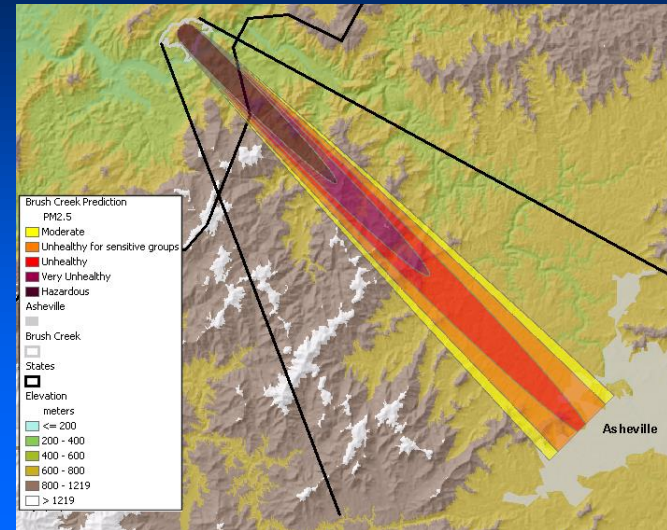 Brush Creek Prediction
PM2.5
Moderate
Unhealthy for sensitive groups
Unhealthy
Very Unhealthy
Hazardous
Asheville
Brush Creek
States
Elevation
meters
<= 200
200 - 400
400 - 600
600 - 800
800 - 1219
> 1219
Asheville